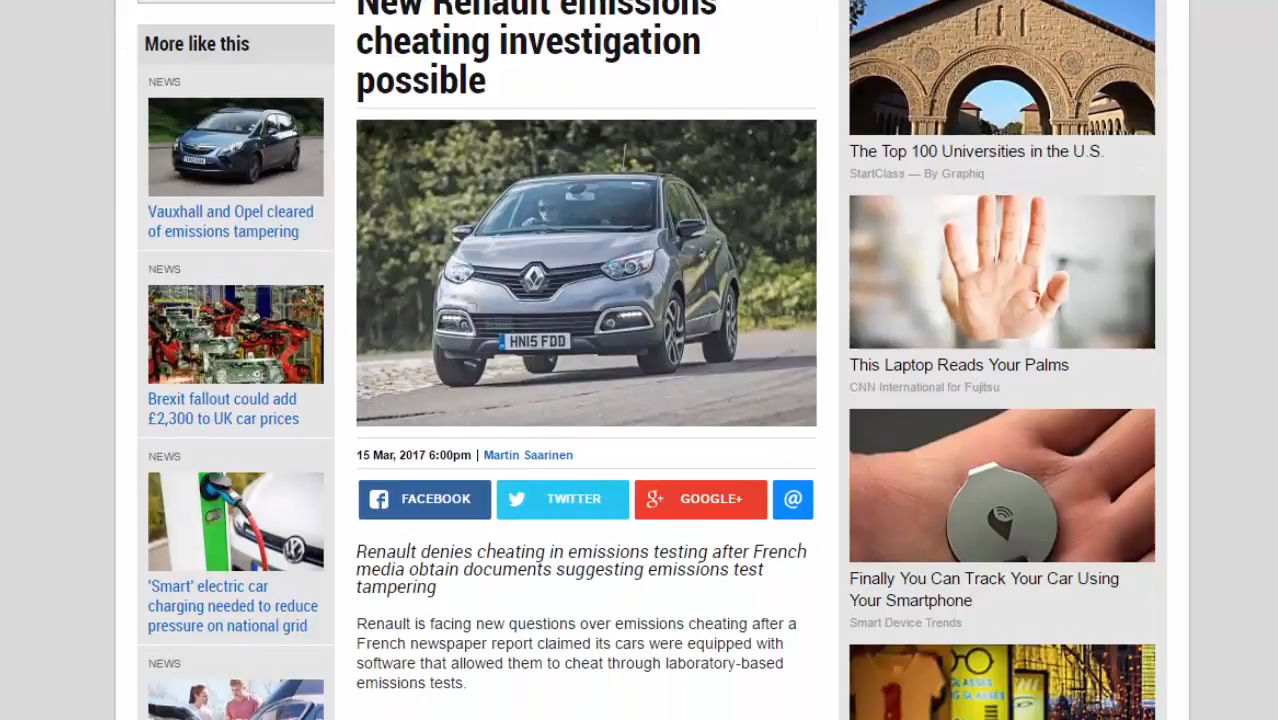 New Renault emissions
cheating investigation
possible
More like this
NEWS
Vauxhall and Opel cleared
of emissions tampering
NEWS
Brexit fallout could add
£2,300 to UK car prices
NEWS
'Smart' electric car
charging needed to reduce
pressure on national grid
NEWS
HN15 FDD
15 Mar, 2017 6:00pm | Martin Saarinen
FACEBOOK
TWITTER
GOOGLE+
@
Renault denies cheating in emissions testing after French
media obtain documents suggesting emissions test
tampering
Renault is facing new questions over emissions cheating after a
French newspaper report claimed its cars were equipped with
software that allowed them to cheat through laboratory-based
emissions tests.
The Top 100 Universities in the U.S.
StartClass — By Graphiq
This Laptop Reads Your Palms
CNN International for Fujitsu
Finally You Can Track Your Car Using
Your Smartphone
Smart Device Trends